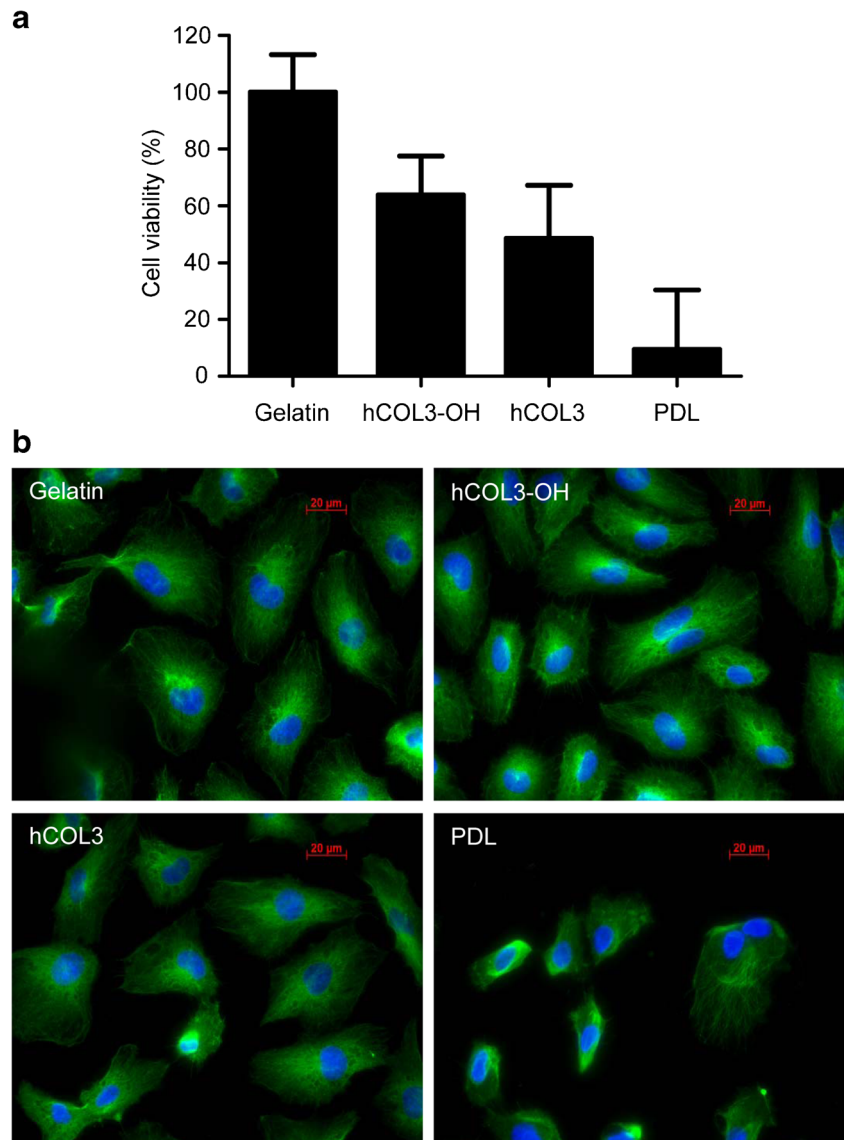 a
120
100
80
60
40
20
0
Cell viability (%)
Gelatin hCOL3-OH hCOL3 PDL
b
Gelatin
20 µm
hCOL3-OH
20 µm
hCOL3
20 µm
PDL
20 µm